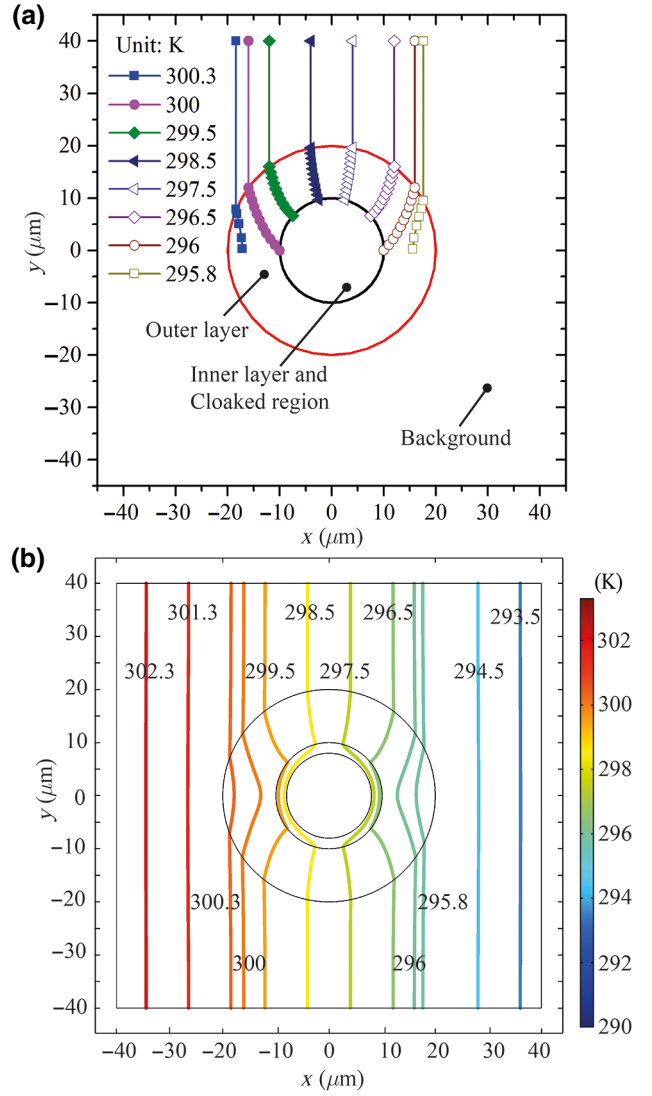 (a)
Unit: K
300.3
300
299.5
298.5
297.5
296.5
296
295.8
40
30
20
10
0
−10
−20
−30
−40
y (μm)
Outer layer
Inner layer and
Cloaked region
Background
−40 −30 −20 −10 0 10 20 30 40
x (μm)
(b)
(K)
40
30
20
10
0
−10
−20
−30
−40
y (μm)
301.3 298.5 296.5 293.5
302.3 299.5 297.5 294.5
300.3 295.8
300 296
−40 −30 −20 −10 0 10 20 30 40
x (μm)
302
300
298
296
294
292
290